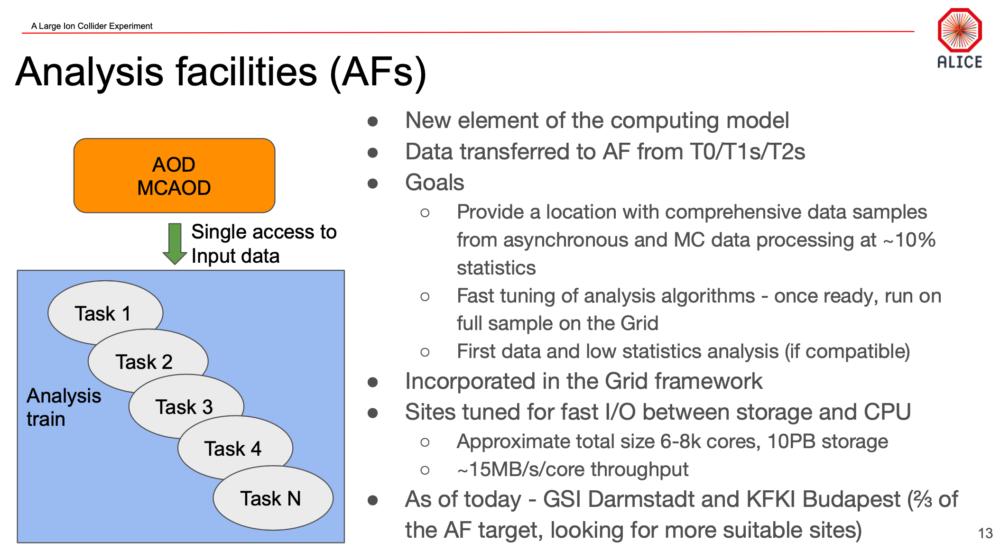 A Large Ion Collider Experiment
ALICE
Analysis facilities (AFs)
AOD
MCAOD
Single access to
Input data
Task 1
Task 2
Task 3
Task 4
Task N
Analysis
train
● New element of the computing model
● Data transferred to AF from T0/T1s/T2s
● Goals
○ Provide a location with comprehensive data samples
from asynchronous and MC data processing at ~10%
statistics
○ Fast tuning of analysis algorithms - once ready, run on
full sample on the Grid
○ First data and low statistics analysis (if compatible)
● Incorporated in the Grid framework
● Sites tuned for fast I/O between storage and CPU
○ Approximate total size 6-8k cores, 10PB storage
○ ~15MB/s/core throughput
● As of today - GSI Darmstadt and KFKI Budapest (⅔ of
the AF target, looking for more suitable sites)
13